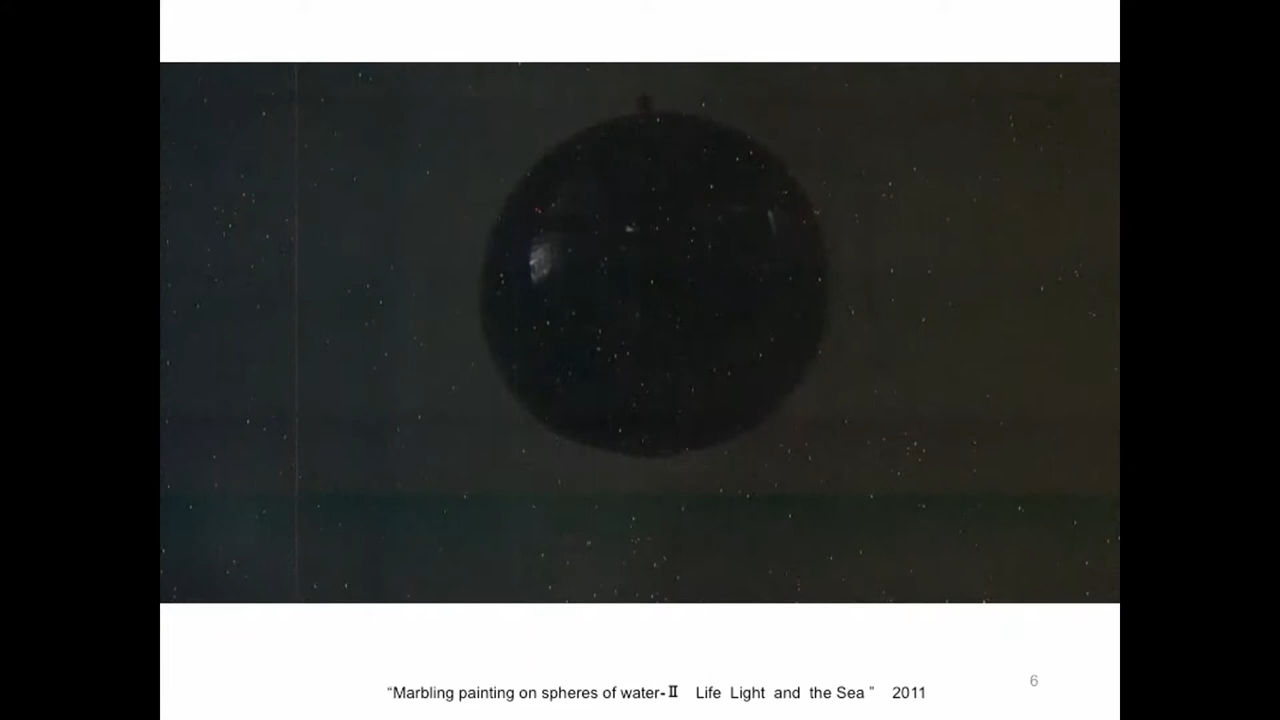 6
“Marbling painting on spheres of water-Ⅱ Life Light and the Sea ” 2011